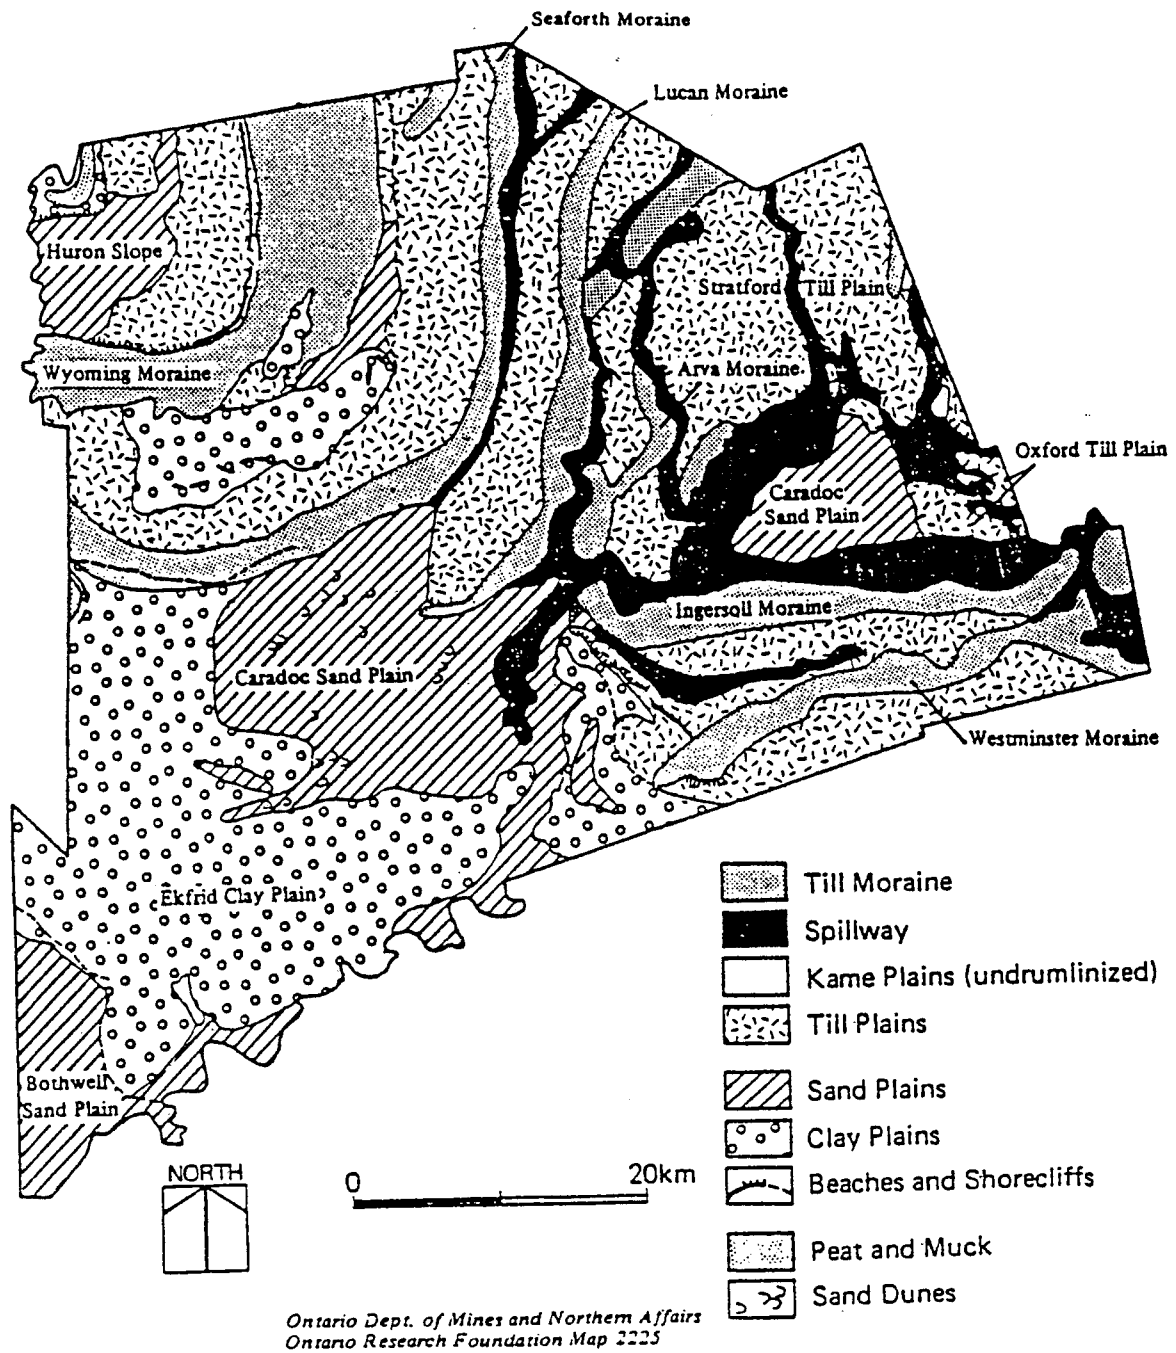 Seaforth Moraine
Lucan Moraine
Huron Slope
Stratford Till Plain
Wyoming Moraine
Arva Moraine
Oxford Till Plain
Caradoc
Sand Plain
Ingersoll Moraine
Caradoc Sand Plain
Westminster Moraine
Ekfrid Clay Plain
Bothwell
Sand Plain
Till Moraine
Spillway
Kame Plains (undrumlinized)
Till Plains
Sand Plains
Clay Plains
Beaches and Shorecliffs
Peat and Muck
Sand Dunes
NORTH
0
20km
Ontario Dept. of Mines and Northern Affairs
Ontario Research Foundation Map 2225